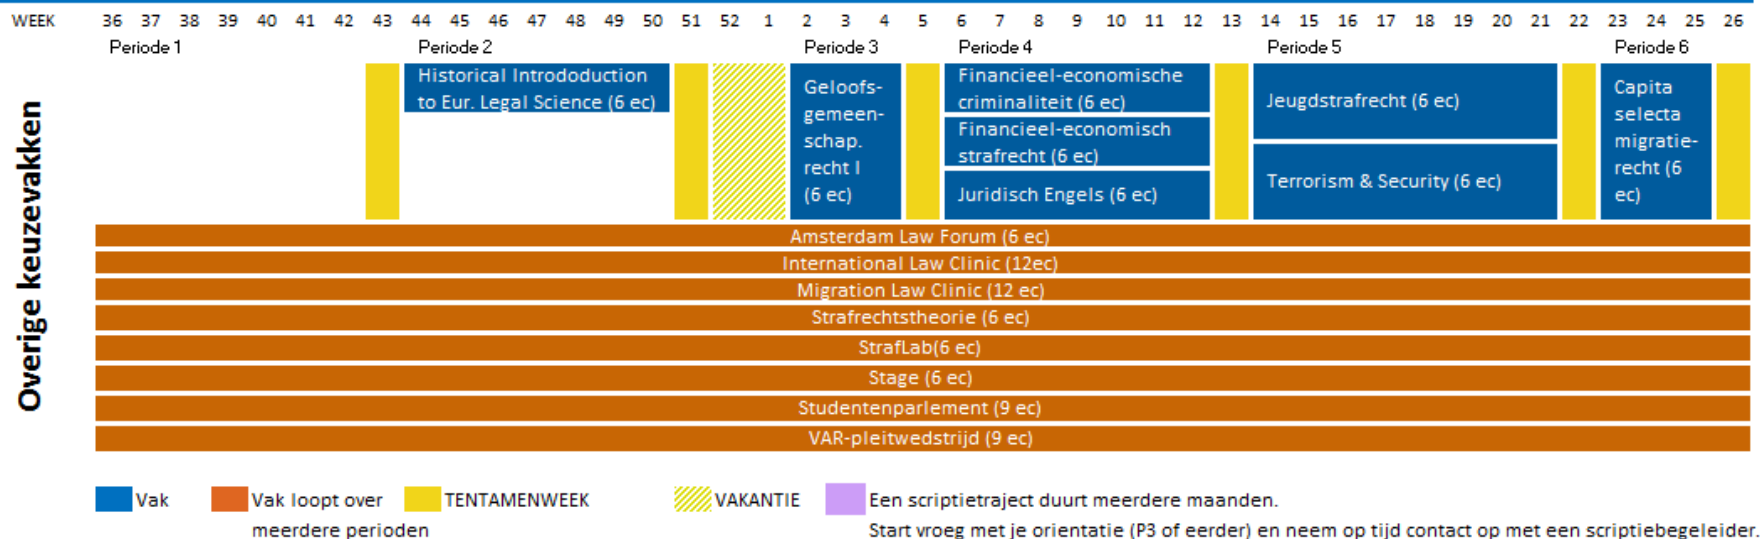 WEEK 36 37 38 39 40 41 42 43 44 45 46 47 48 49 50 51 52 1 2 3 4 5 6 7 8 9 10 11 12 13 14 15 16 17 18 19 20 21 22 23 24 25 26
Periode 1 Periode 2 Periode 3 Periode 4 Periode 5 Periode 6
Overige keuzevakken
Historical Intrododuction
to Eur. Legal Science (6 ec)
Geloofs-
gemeen-
schap.
recht I
(6 ec)
Financieel-economische
criminaliteit (6 ec)
Financieel-economisch
strafrecht (6 ec)
Juridisch Engels (6 ec)
Jeugdstrafrecht (6 ec)
Terrorism & Security (6 ec)
Capita
selecta
migratie-
recht (6
ec)
Amsterdam Law Forum (6 ec)
International Law Clinic (12ec)
Migration Law Clinic (12 ec)
Strafrechtstheorie (6 ec)
StrafLab(6 ec)
Stage (6 ec)
Studentenparlement (9 ec)
VAR-pleitwedstrijd (9 ec)
Vak
Vak loopt over
meerdere perioden
TENTAMENWEEK
VAKANTIE
Een scriptietraject duurt meerdere maanden.
Start vroeg met je orientatie (P3 of eerder) en neem op tijd contact op met een scriptiebegeleider.